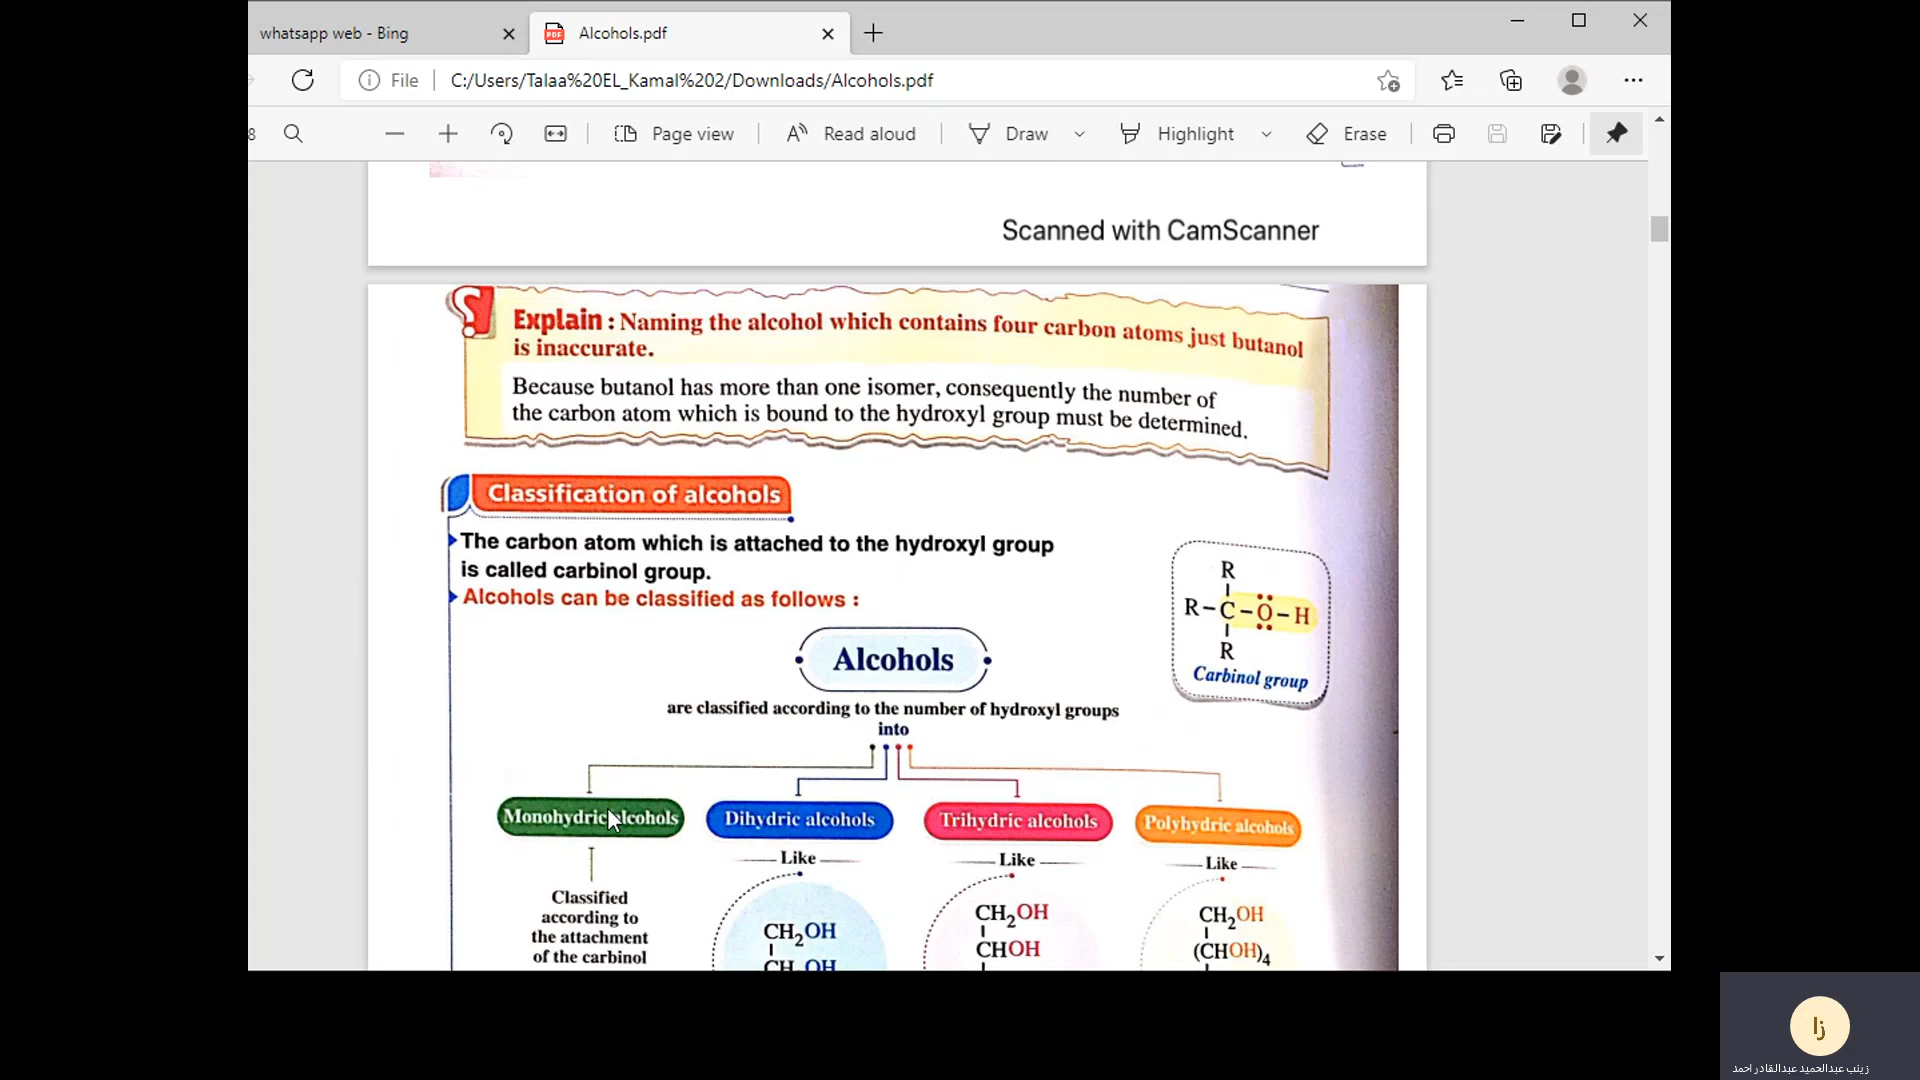 whatsapp web - Bing
Alcohols.pdf
File
C:/Users/Talaa%20EL_Kamal%202/Downloads/Alcohols.pdf
8
Page view
Read aloud
Draw
Highlight
Erase
Scanned with CamScanner
Explain : Naming the alcohol which contains four carbon atoms just butanol
is inaccurate.
Because butanol has more than one isomer, consequently the number of
the carbon atom which is bound to the hydroxyl group must be determined.
Classification of alcohols
The carbon atom which is attached to the hydroxyl group
is called carbinol group.
Alcohols can be classified as follows :
R
R–C–O–H
R
Carbinol group
Alcohols
are classified according to the number of hydroxyl groups
into
Monohydric alcohols
Dihydric alcohols
Trihydric alcohols
Polyhydric alcohols
Like
Like
Like
Classified
according to
the attachment
of the carbinol
CH₂OH
CH₂OH
CH₂OH
CHOH
CH₂OH
(CHOH)₄
زا
زينب عبدالحميد عبدالقادر احمد